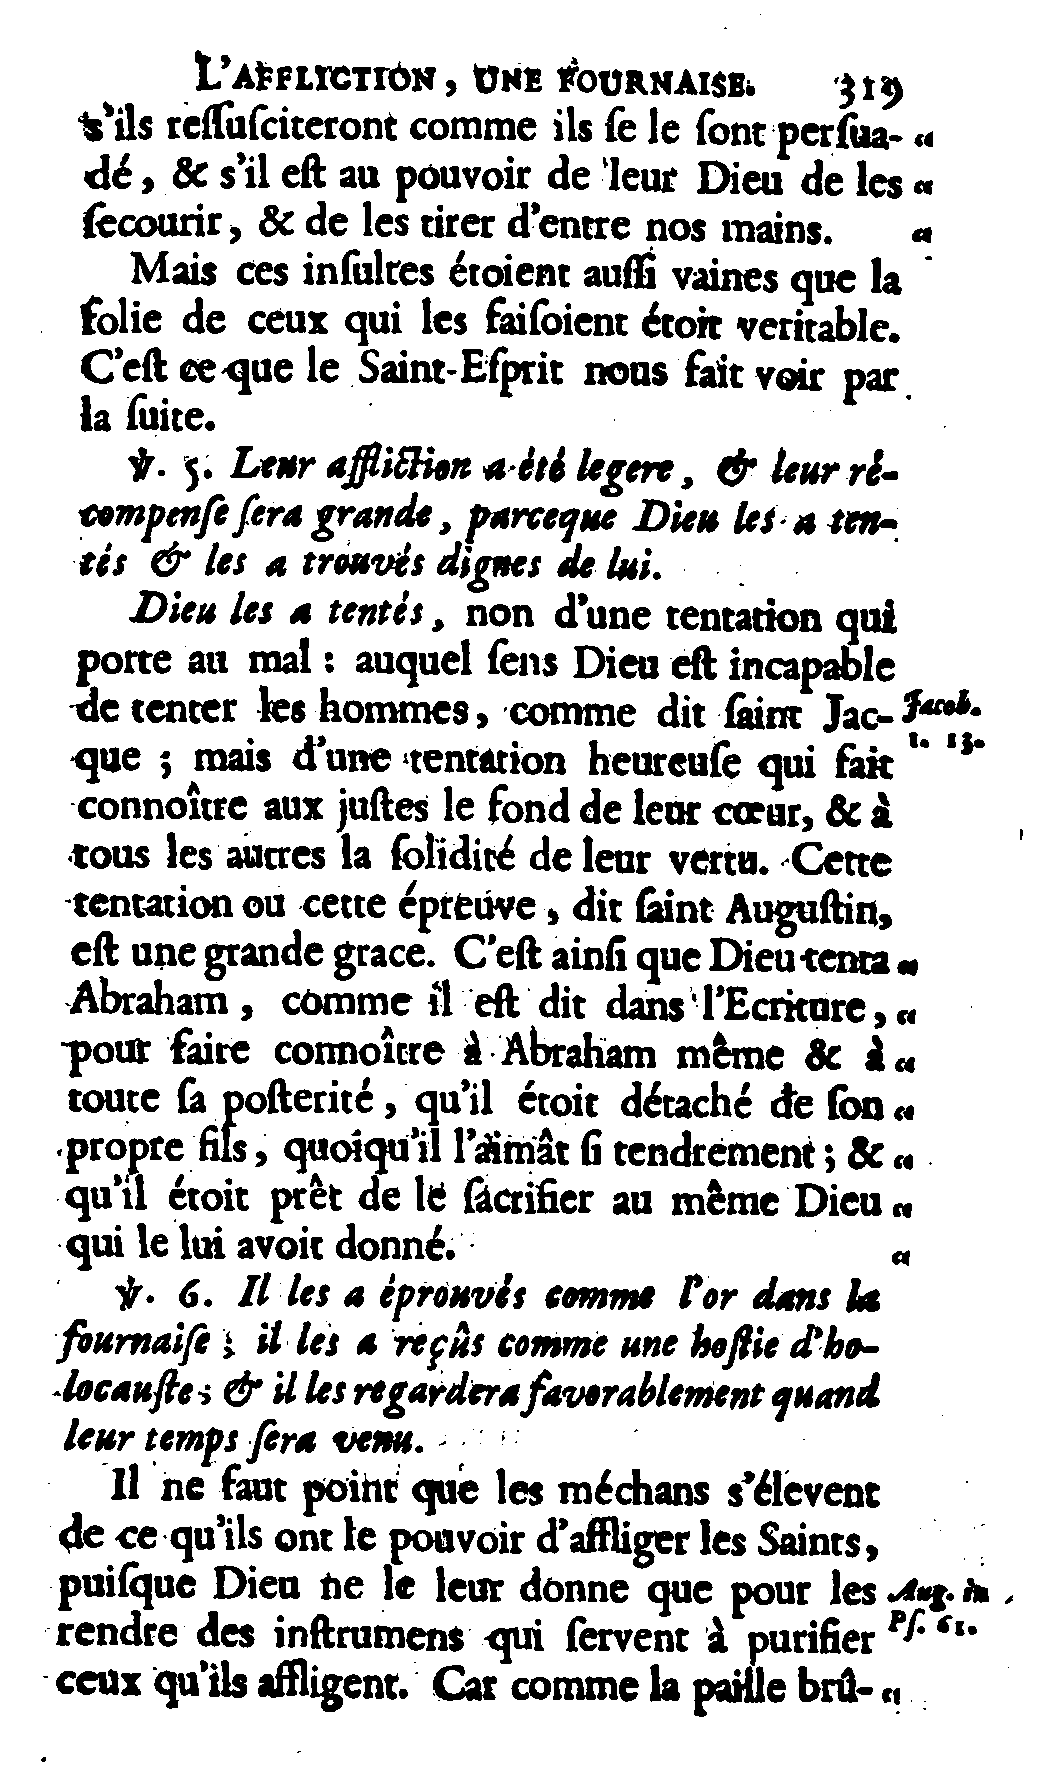 L'AFFLICTION, UNE FOURNAISE. 319
s'ils reſſuſciteront comme ils ſe le ſont perſua- "
dé, & s'il eſt au pouvoir de leur Dieu de les "
ſecourir, & de les tirer d'entre nos mains. "
Mais ces inſultes étoient auſſi vaines que la
folie de ceux qui les faiſoient étoit veritable.
C'eſt ce que le Saint-Eſprit nous fait voir par
la ſuite.
℣. 5. Leur affliction a été legere, & leur ré-
compenſe ſera grande, parceque Dieu les a ten-
tés & les a trouvés dignes de lui.
Dieu les a tentés, non d'une tentation qui
porte au mal : auquel ſens Dieu eſt incapable
de tenter les hommes, comme dit ſaint Jac- Jacob.
que ; mais d'une tentation heureuſe qui fait 1. 13.
connoître aux juſtes le fond de leur cœur, & à
tous les autres la ſolidité de leur vertu. Cette
tentation ou cette épreuve, dit ſaint Auguſtin,
eſt une grande grace. C'eſt ainſi que Dieu tenta "
Abraham, comme il eſt dit dans l'Ecriture, "
pour faire connoître à Abraham même & à "
toute ſa poſterité, qu'il étoit détaché de ſon "
propre fils, quoiqu'il l'aimât ſi tendrement ; & "
qu'il étoit prêt de le ſacrifier au même Dieu "
qui le lui avoit donné. "
℣. 6. Il les a éprouvés comme l'or dans la
fournaiſe ; il les a reçûs comme une hoſtie d'ho-
locauſte ; & il les regardera favorablement quand
leur temps ſera venu.
Il ne faut point que les méchans s'élevent
de ce qu'ils ont le pouvoir d'affliger les Saints,
puiſque Dieu ne le leur donne que pour les Aug. in
rendre des inſtrumens qui ſervent à purifier Pſ. 61.
ceux qu'ils affligent. Car comme la paille brû- "